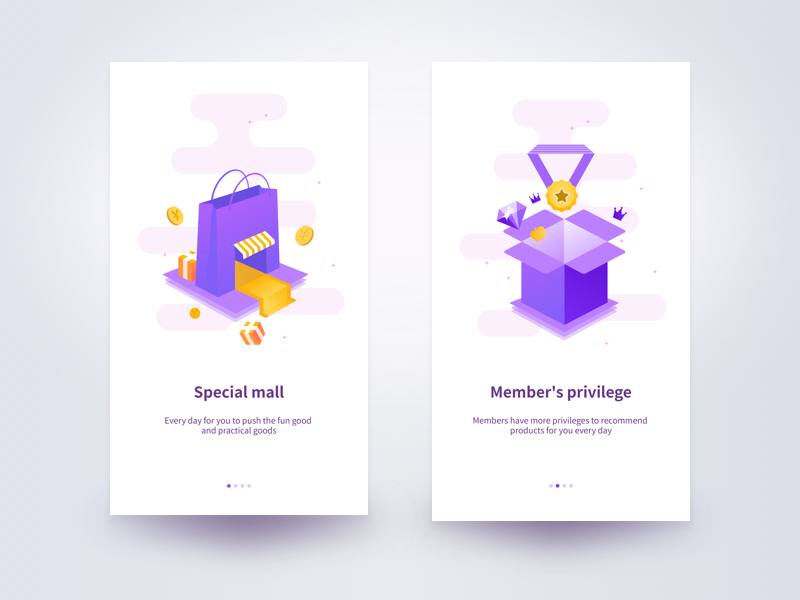 Special mall
Every day for you to push the fun good
and practical goods
Member's privilege
Members have more privileges to recommend
products for you every day